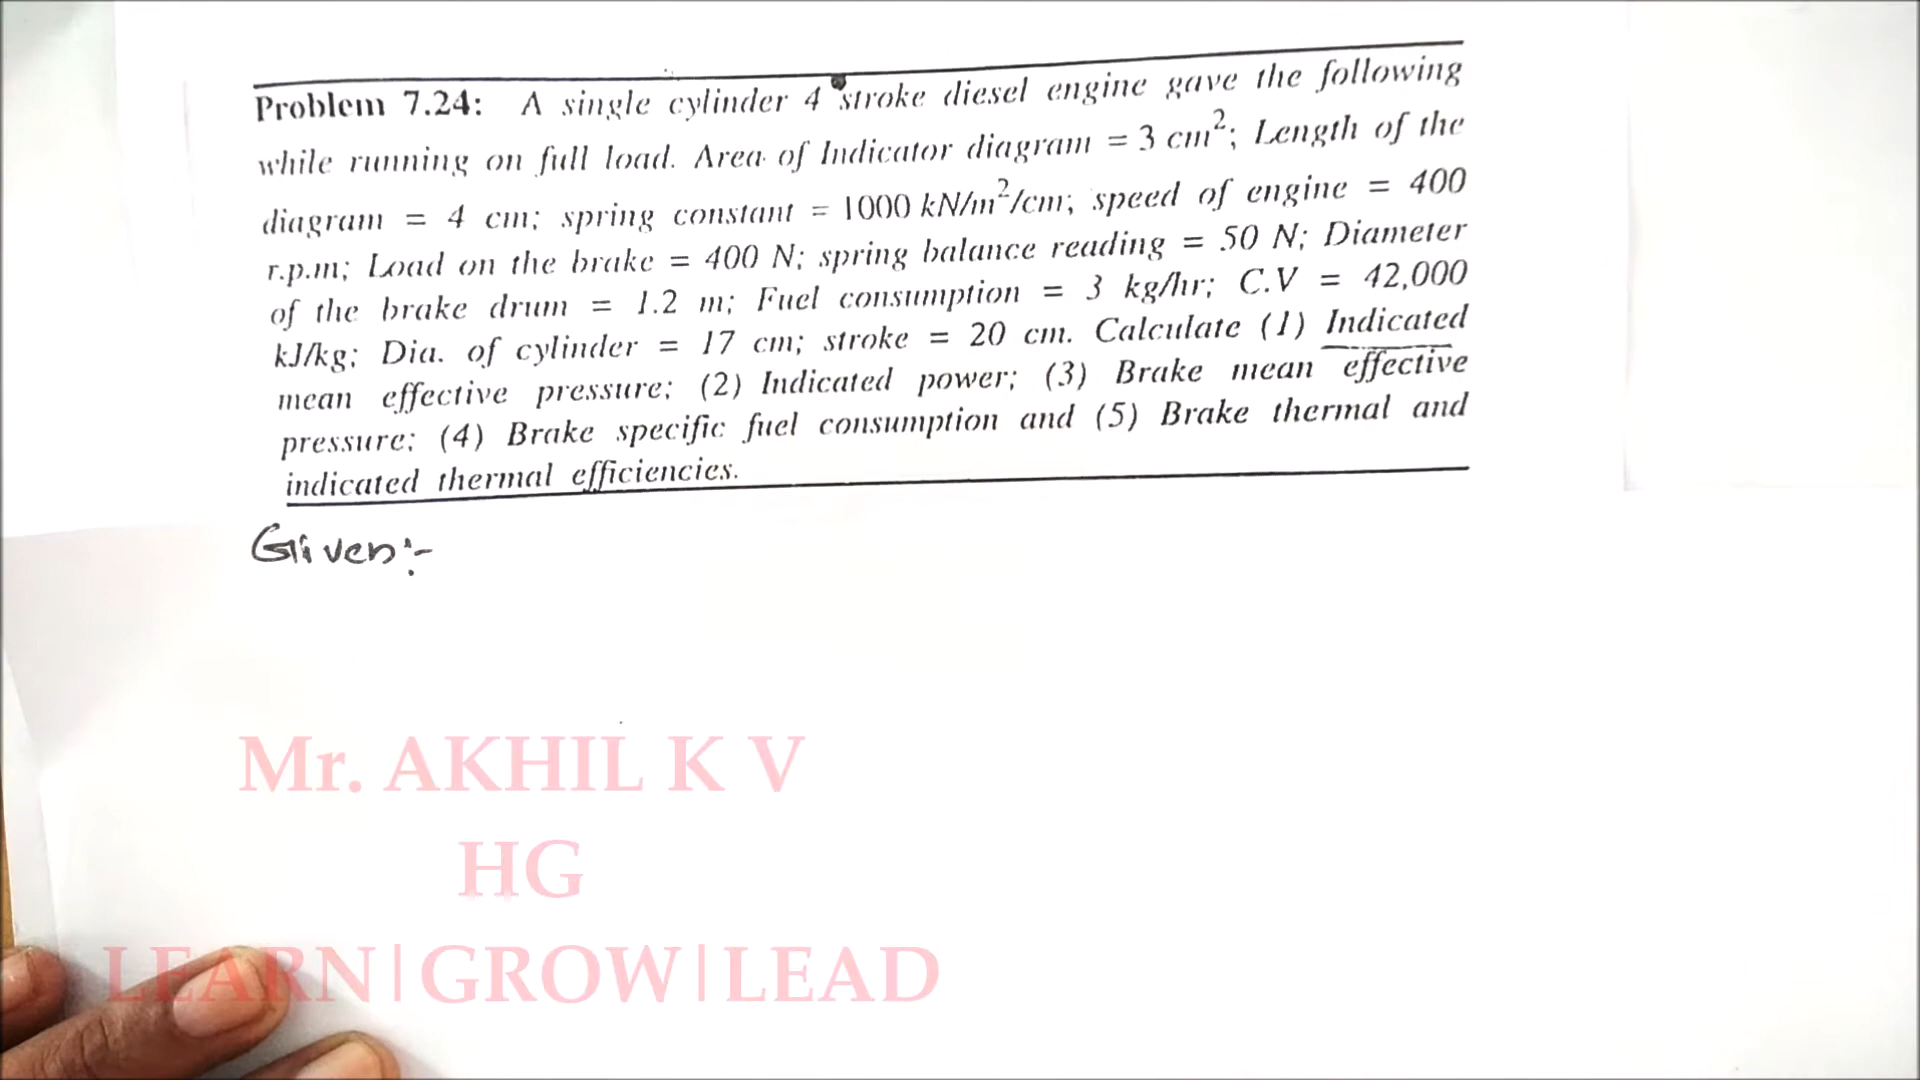 Problem 7.24: A single cylinder 4 stroke diesel engine gave the following
while running on full load. Area of Indicator diagram = 3 cm²; Length of the
diagram = 4 cm; spring constant = 1000 kN/m²/cm; speed of engine = 400
r.p.m; Load on the brake = 400 N; spring balance reading = 50 N; Diameter
of the brake drum = 1.2 m; Fuel consumption = 3 kg/hr; C.V = 42,000
kJ/kg; Dia. of cylinder = 17 cm; stroke = 20 cm. Calculate (1) Indicated
mean effective pressure; (2) Indicated power; (3) Brake mean effective
pressure; (4) Brake specific fuel consumption and (5) Brake thermal and
indicated thermal efficiencies.
Given:-
Mr. AKHIL K V
HG
LEARN|GROW|LEAD